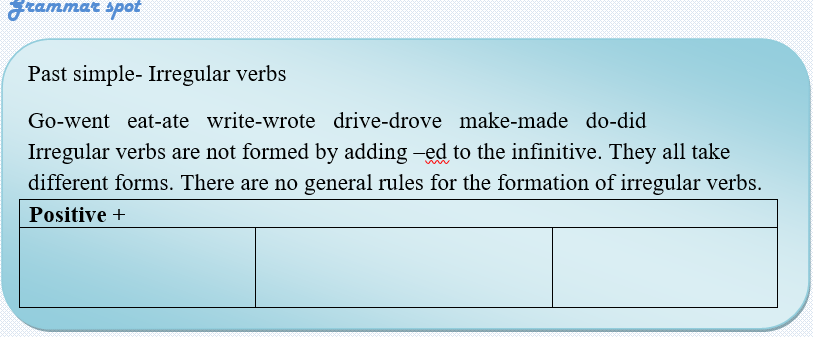 Grammar spot
Past simple- Irregular verbs
Go-went eat-ate write-wrote drive-drove make-made do-did
Irregular verbs are not formed by adding –ed to the infinitive. They all take
different forms. There are no general rules for the formation of irregular verbs.
Positive +